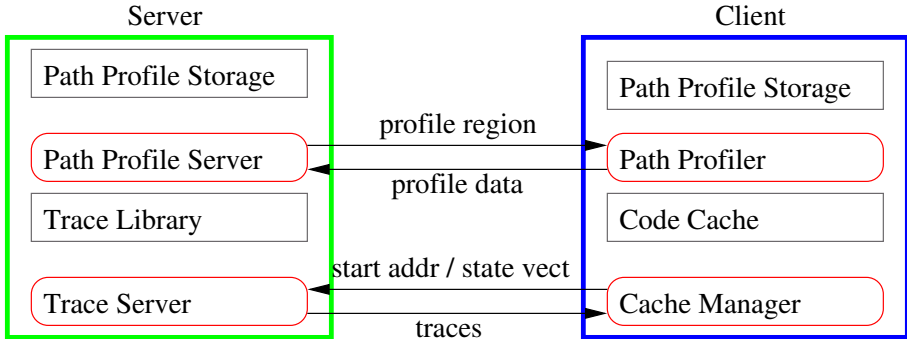 Server
Client
Path Profile Storage
Path Profile Storage
profile region
Path Profile Server
Path Profiler
profile data
Trace Library
Code Cache
start addr / state vect
Trace Server
Cache Manager
traces